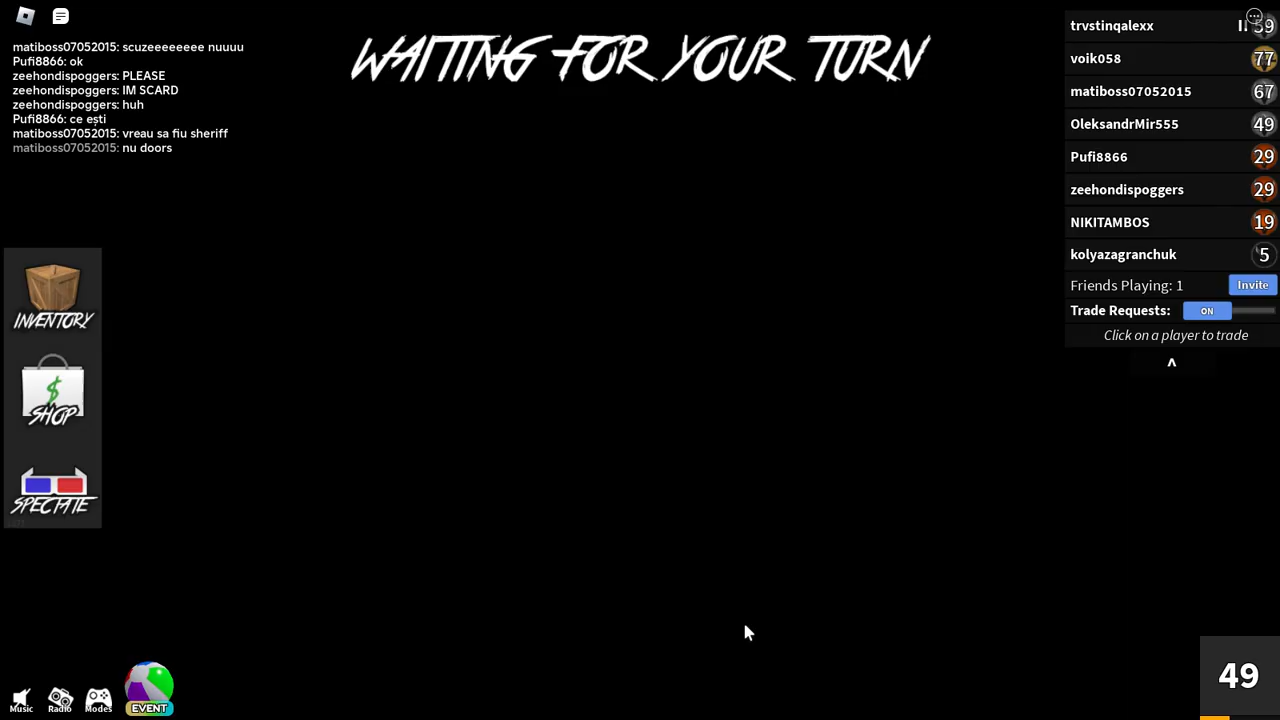 WAITING FOR YOUR TURN
matiboss07052015: scuzeeeeeeee nuuuu
Pufi8866: ok
zeehondispoggers: PLEASE
zeehondispoggers: IM SCARD
zeehondispoggers: huh
Pufi8866: ce ești
matiboss07052015: vreau sa fiu sheriff
matiboss07052015: nu doors
trvstinqalexx II 59
voik058 77
matiboss07052015 67
OleksandrMir555 49
Pufi8866 29
zeehondispoggers 29
NIKITAMBOS 19
kolyazagranchuk 5
Friends Playing: 1 Invite
Trade Requests: ON
Click on a player to trade
INVENTORY
$
SHOP
SPECTATE
Music Radio Modes EVENT
49